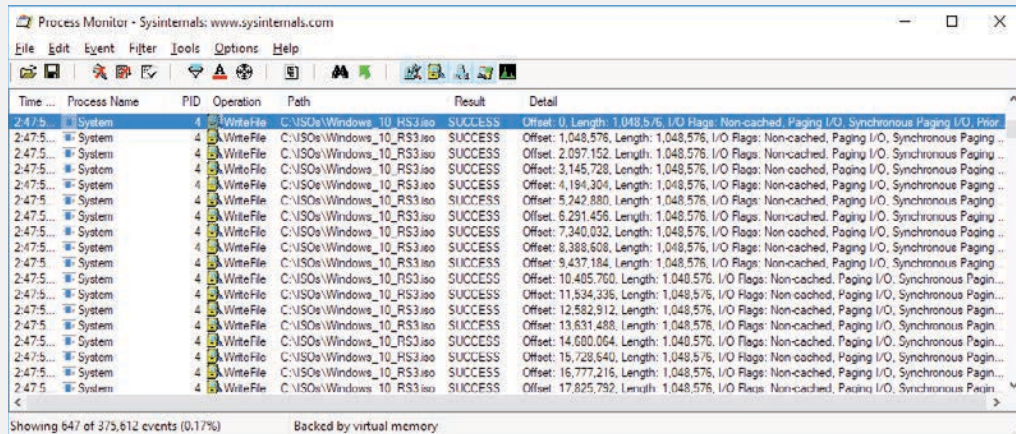 Process Monitor - Sysinternals: www.sysinternals.com
File Edit Event Filter Tools Options Help
Time ... Process Name PID Operation Path Result Detail
2:47:5... System 4 WriteFile C:\ISOs\Windows_10_RS3.iso SUCCESS Offset: 0, Length: 1,048,576, I/O Flags: Non-cached, Paging I/O, Synchronous Paging I/O, Prior...
2:47:5... System 4 WriteFile C:\ISOs\Windows_10_RS3.iso SUCCESS Offset: 1,048,576, Length: 1,048,576, I/O Flags: Non-cached, Paging I/O, Synchronous Paging ...
2:47:5... System 4 WriteFile C:\ISOs\Windows_10_RS3.iso SUCCESS Offset: 2,097,152, Length: 1,048,576, I/O Flags: Non-cached, Paging I/O, Synchronous Paging ...
2:47:5... System 4 WriteFile C:\ISOs\Windows_10_RS3.iso SUCCESS Offset: 3,145,728, Length: 1,048,576, I/O Flags: Non-cached, Paging I/O, Synchronous Paging ...
2:47:5... System 4 WriteFile C:\ISOs\Windows_10_RS3.iso SUCCESS Offset: 4,194,304, Length: 1,048,576, I/O Flags: Non-cached, Paging I/O, Synchronous Paging ...
2:47:5... System 4 WriteFile C:\ISOs\Windows_10_RS3.iso SUCCESS Offset: 5,242,880, Length: 1,048,576, I/O Flags: Non-cached, Paging I/O, Synchronous Paging ...
2:47:5... System 4 WriteFile C:\ISOs\Windows_10_RS3.iso SUCCESS Offset: 6,291,456, Length: 1,048,576, I/O Flags: Non-cached, Paging I/O, Synchronous Paging ...
2:47:5... System 4 WriteFile C:\ISOs\Windows_10_RS3.iso SUCCESS Offset: 7,340,032, Length: 1,048,576, I/O Flags: Non-cached, Paging I/O, Synchronous Paging ...
2:47:5... System 4 WriteFile C:\ISOs\Windows_10_RS3.iso SUCCESS Offset: 8,388,608, Length: 1,048,576, I/O Flags: Non-cached, Paging I/O, Synchronous Paging ...
2:47:5... System 4 WriteFile C:\ISOs\Windows_10_RS3.iso SUCCESS Offset: 9,437,184, Length: 1,048,576, I/O Flags: Non-cached, Paging I/O, Synchronous Paging ...
2:47:5... System 4 WriteFile C:\ISOs\Windows_10_RS3.iso SUCCESS Offset: 10,485,760, Length: 1,048,576, I/O Flags: Non-cached, Paging I/O, Synchronous Pagin...
2:47:5... System 4 WriteFile C:\ISOs\Windows_10_RS3.iso SUCCESS Offset: 11,534,336, Length: 1,048,576, I/O Flags: Non-cached, Paging I/O, Synchronous Pagin...
2:47:5... System 4 WriteFile C:\ISOs\Windows_10_RS3.iso SUCCESS Offset: 12,582,912, Length: 1,048,576, I/O Flags: Non-cached, Paging I/O, Synchronous Pagin...
2:47:5... System 4 WriteFile C:\ISOs\Windows_10_RS3.iso SUCCESS Offset: 13,631,488, Length: 1,048,576, I/O Flags: Non-cached, Paging I/O, Synchronous Pagin...
2:47:5... System 4 WriteFile C:\ISOs\Windows_10_RS3.iso SUCCESS Offset: 14,680,064, Length: 1,048,576, I/O Flags: Non-cached, Paging I/O, Synchronous Pagin...
2:47:5... System 4 WriteFile C:\ISOs\Windows_10_RS3.iso SUCCESS Offset: 15,728,640, Length: 1,048,576, I/O Flags: Non-cached, Paging I/O, Synchronous Pagin...
2:47:5... System 4 WriteFile C:\ISOs\Windows_10_RS3.iso SUCCESS Offset: 16,777,216, Length: 1,048,576, I/O Flags: Non-cached, Paging I/O, Synchronous Pagin...
2:47:5... System 4 WriteFile C:\ISOs\Windows_10_RS3.iso SUCCESS Offset: 17,825,792, Length: 1,048,576, I/O Flags: Non-cached, Paging I/O, Synchronous Pagin...
Showing 647 of 375,612 events (0.17%) Backed by virtual memory